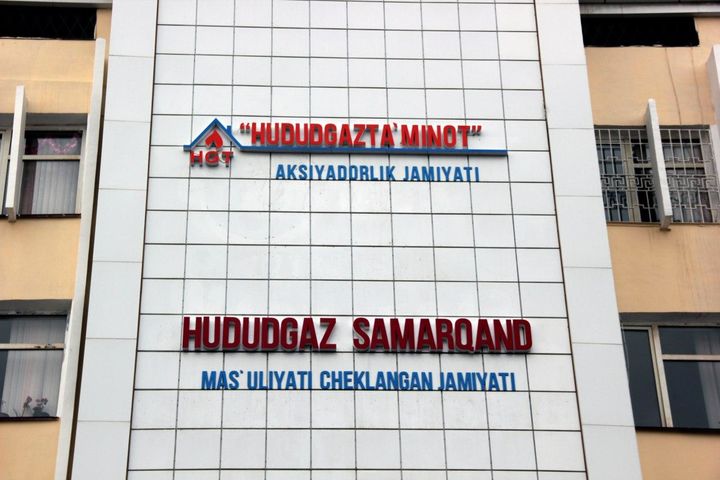 "HUDUDGAZTA`MINOT"
HGT
AKSIYADORLIK JAMIYATI
HUDUDGAZ SAMARQAND
MAS`ULIYATI CHEKLANGAN JAMIYATI